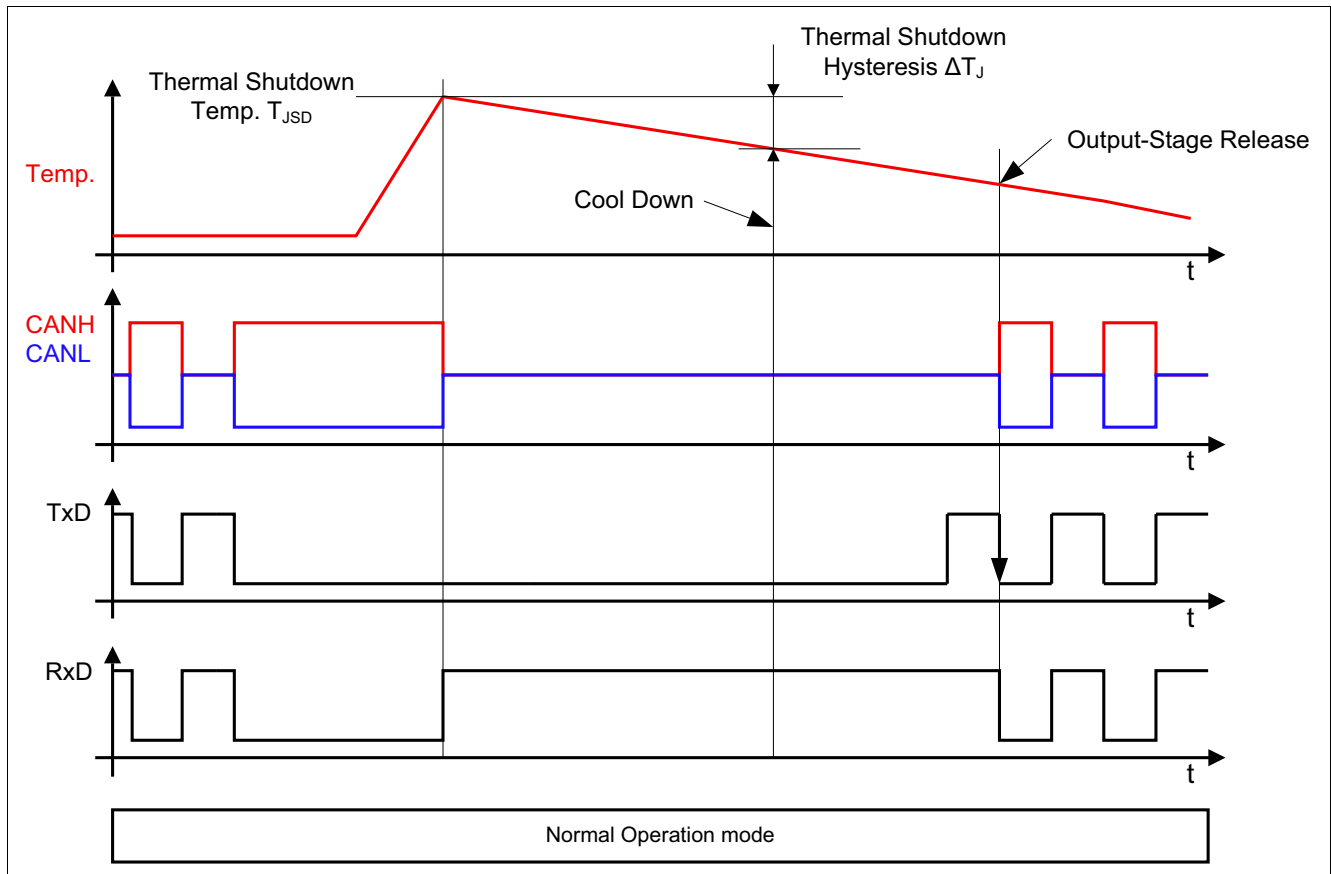 Thermal Shutdown
Hysteresis ΔTJ
Thermal Shutdown
Temp. TJSD
Output-Stage Release
Temp.
Cool Down
t
CANH
CANL
t
TxD
t
RxD
t
Normal Operation mode